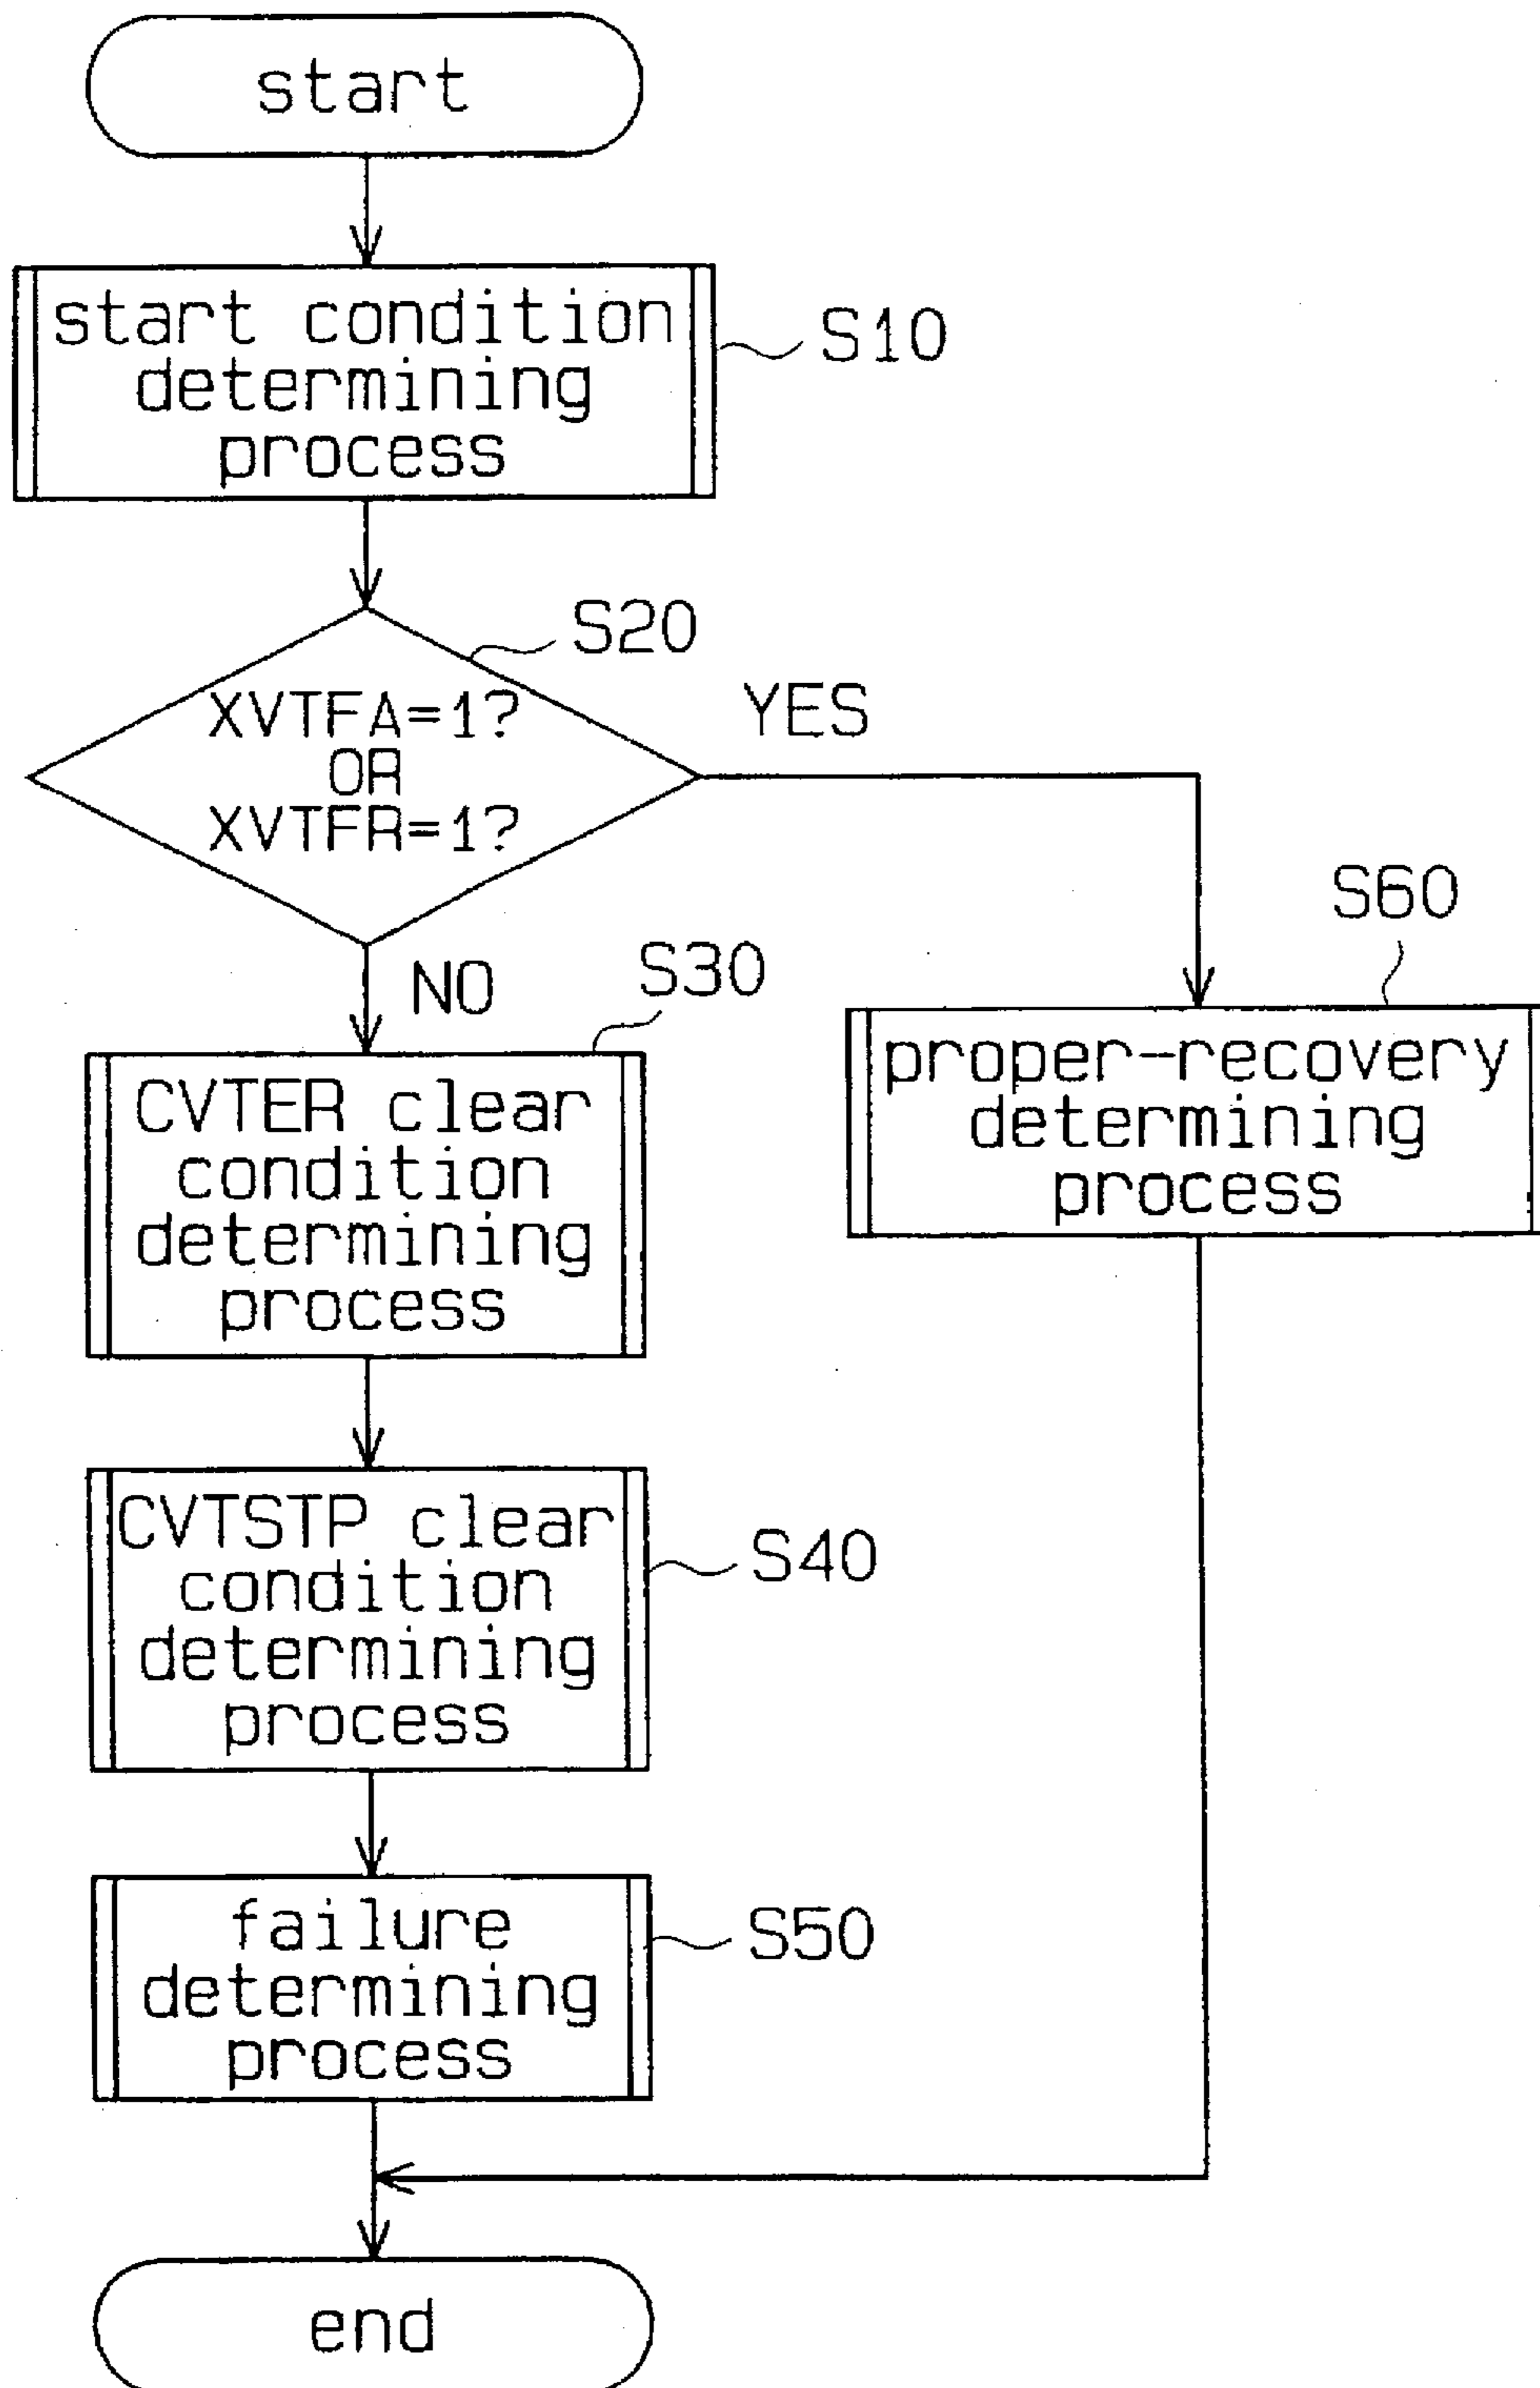 start
start condition
determining
process
S10
S20
XVTFA=1?
OR
XVTFR=1?
YES
NO
S30
CVTER clear
condition
determining
process
S60
proper-recovery
determining
process
CVTSTP clear
condition
determining
process
S40
failure
determining
process
S50
end